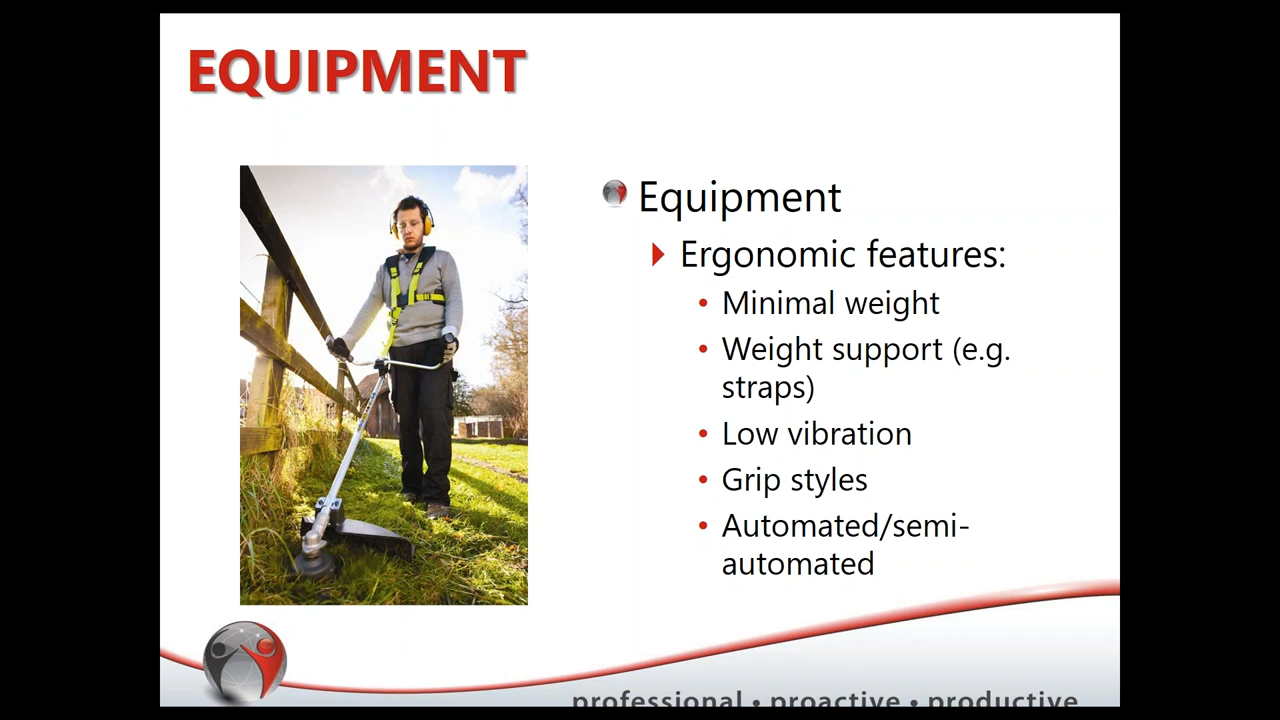 EQUIPMENT
Equipment
Ergonomic features:
• Minimal weight
• Weight support (e.g.
straps)
• Low vibration
• Grip styles
• Automated/semi-
automated
professional • proactive • productive